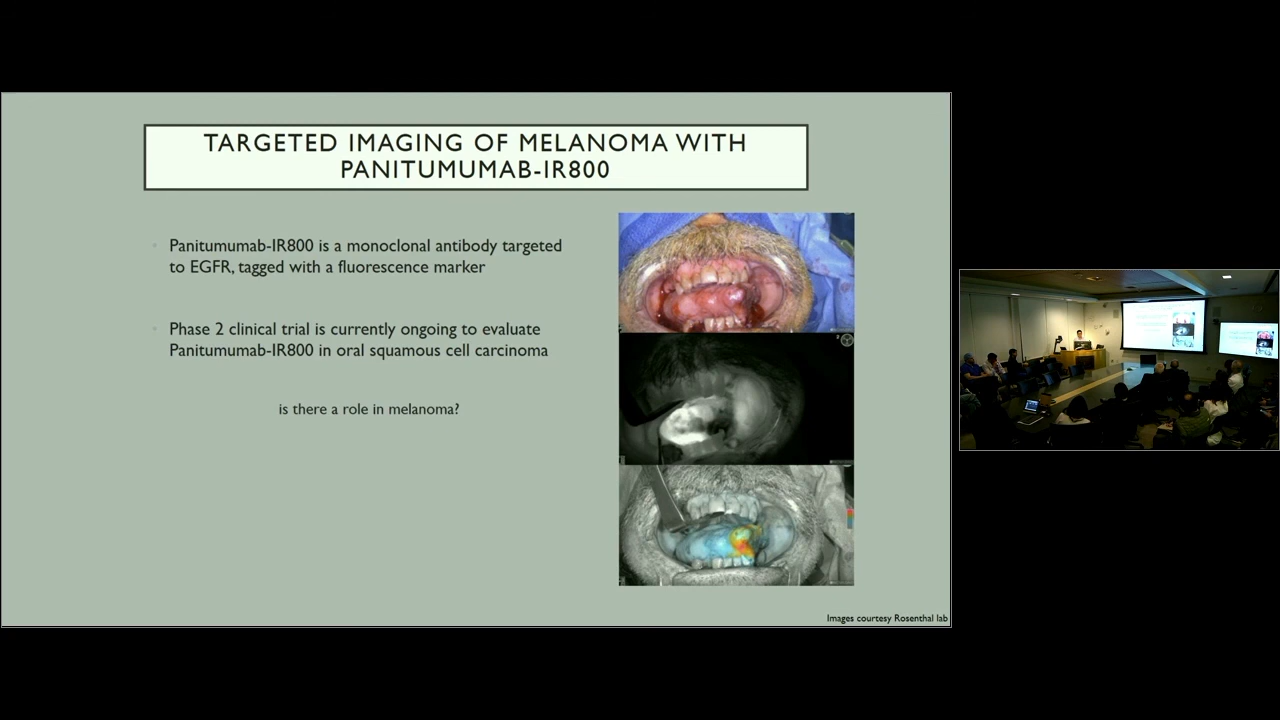 TARGETED IMAGING OF MELANOMA WITH
PANITUMUMAB-IR800
Panitumumab-IR800 is a monoclonal antibody targeted
to EGFR, tagged with a fluorescence marker
Phase 2 clinical trial is currently ongoing to evaluate
Panitumumab-IR800 in oral squamous cell carcinoma
is there a role in melanoma?
Images courtesy Rosenthal lab